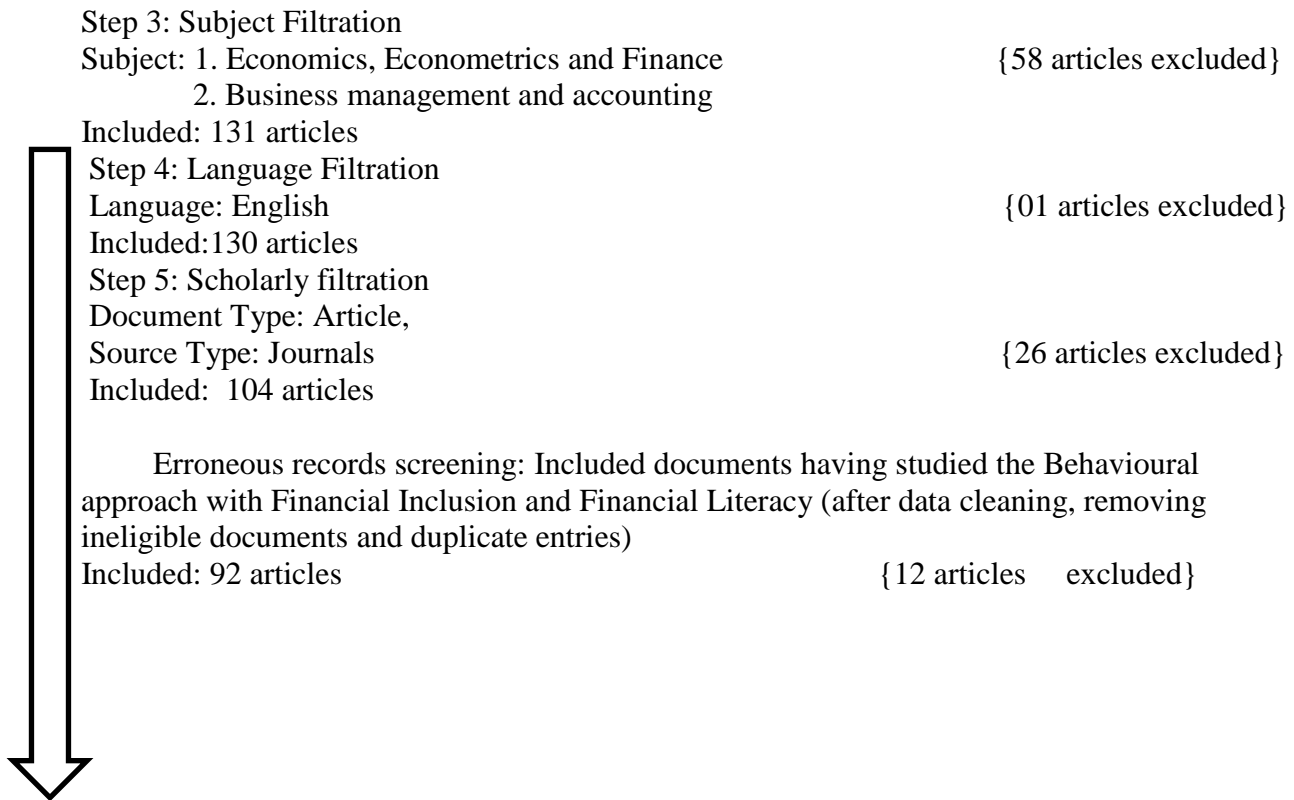 Step 3: Subject Filtration
Subject: 1. Economics, Econometrics and Finance {58 articles excluded}
2. Business management and accounting
Included: 131 articles
Step 4: Language Filtration
Language: English {01 articles excluded}
Included:130 articles
Step 5: Scholarly filtration
Document Type: Article,
Source Type: Journals {26 articles excluded}
Included: 104 articles
Erroneous records screening: Included documents having studied the Behavioural
approach with Financial Inclusion and Financial Literacy (after data cleaning, removing
ineligible documents and duplicate entries)
Included: 92 articles {12 articles excluded}